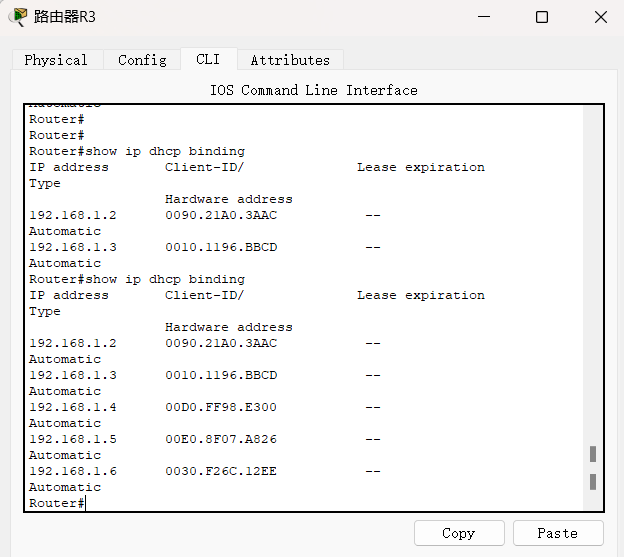 路由器R3
Physical Config CLI Attributes
IOS Command Line Interface
Automatic
Router#
Router#
Router#show ip dhcp binding
IP address Client-ID/ Lease expiration
Type
Hardware address
192.168.1.2 0090.21A0.3AAC --
Automatic
192.168.1.3 0010.1196.BBCD --
Automatic
Router#show ip dhcp binding
IP address Client-ID/ Lease expiration
Type
Hardware address
192.168.1.2 0090.21A0.3AAC --
Automatic
192.168.1.3 0010.1196.BBCD --
Automatic
192.168.1.4 00D0.FF98.E300 --
Automatic
192.168.1.5 00E0.8F07.A826 --
Automatic
192.168.1.6 0030.F26C.12EE --
Automatic
Router#
Copy Paste